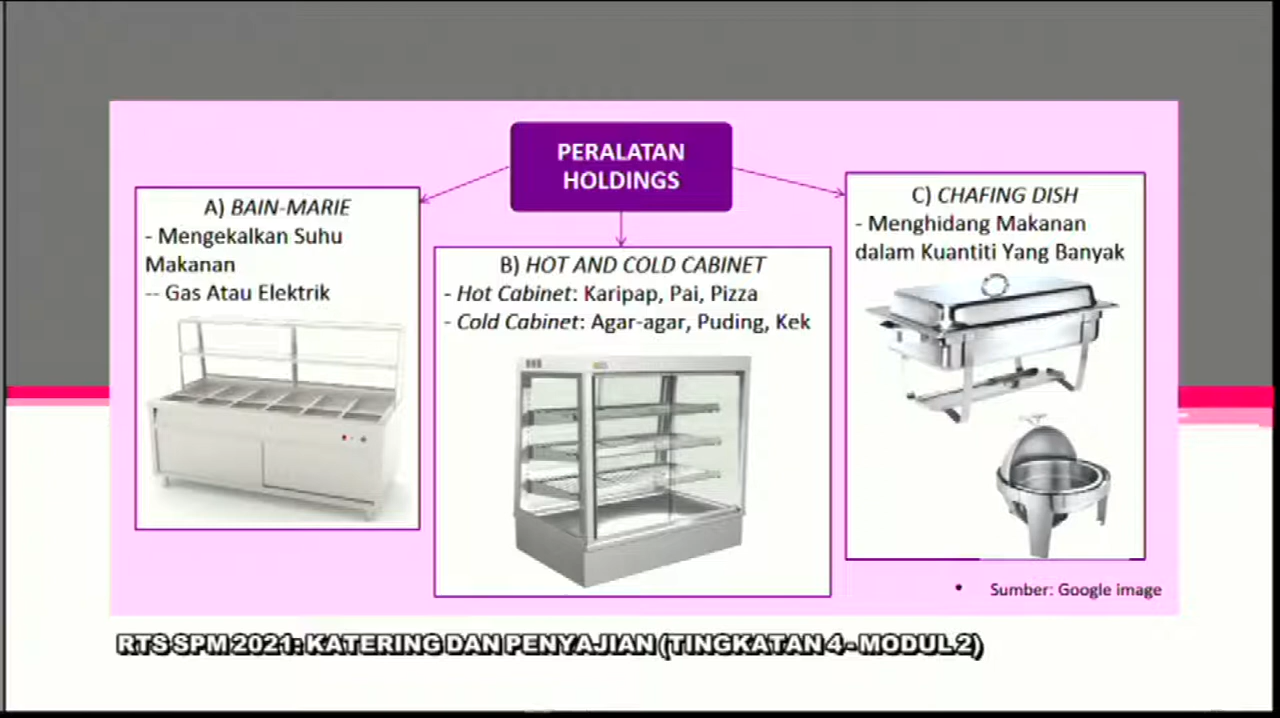 PERALATAN
HOLDINGS
A) BAIN-MARIE
- Mengekalkan Suhu
Makanan
-- Gas Atau Elektrik
B) HOT AND COLD CABINET
- Hot Cabinet: Karipap, Pai, Pizza
- Cold Cabinet: Agar-agar, Puding, Kek
C) CHAFING DISH
- Menghidang Makanan
dalam Kuantiti Yang Banyak
• Sumber: Google image
RTS SPM 2021: KATERING DAN PENYAJIAN (TINGKATAN 4 - MODUL 2)